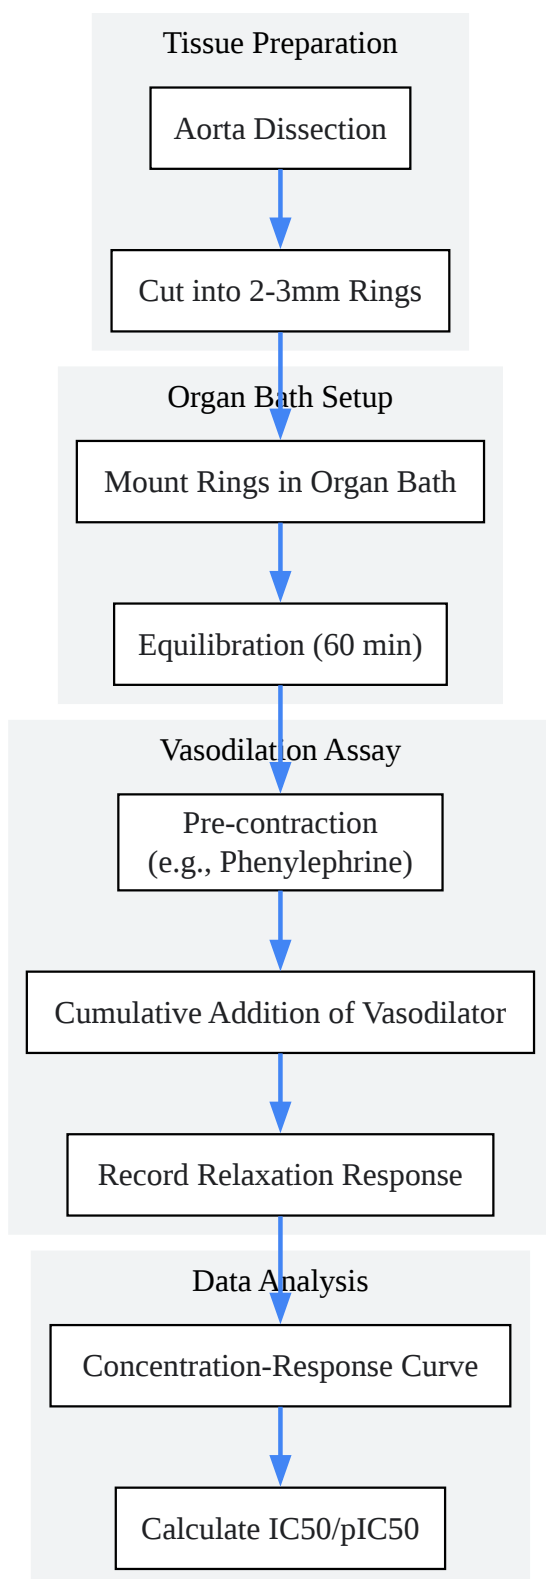 Tissue Preparation
Aorta Dissection
Cut into 2-3mm Rings
Organ Bath Setup
Mount Rings in Organ Bath
Equilibration (60 min)
Vasodilation Assay
Pre-contraction
(e.g., Phenylephrine)
Cumulative Addition of Vasodilator
Record Relaxation Response
Data Analysis
Concentration-Response Curve
Calculate IC50/pIC50